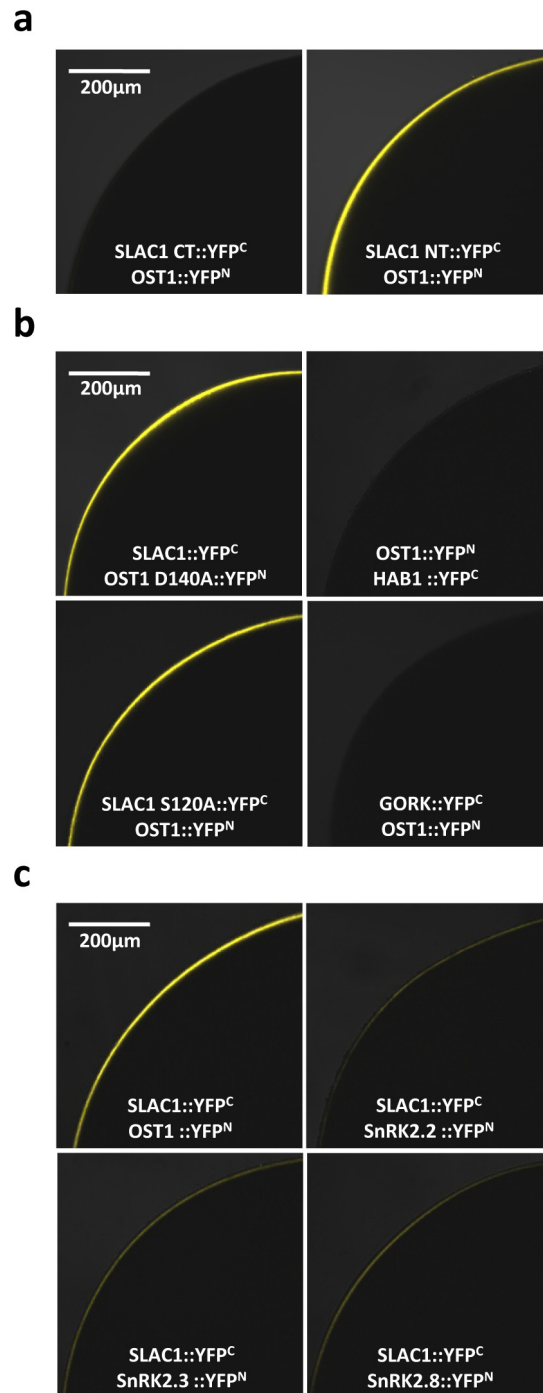 a
200μm
SLAC1 CT::YFPᶜ
OST1::YFPᴺ
SLAC1 NT::YFPᶜ
OST1::YFPᴺ
b
200μm
SLAC1::YFPᶜ
OST1 D140A::YFPᴺ
OST1::YFPᴺ
HAB1 ::YFPᶜ
SLAC1 S120A::YFPᶜ
OST1::YFPᴺ
GORK::YFPᶜ
OST1::YFPᴺ
c
200μm
SLAC1::YFPᶜ
OST1 ::YFPᴺ
SLAC1::YFPᶜ
SnRK2.2 ::YFPᴺ
SLAC1::YFPᶜ
SnRK2.3 ::YFPᴺ
SLAC1::YFPᶜ
SnRK2.8::YFPᴺ